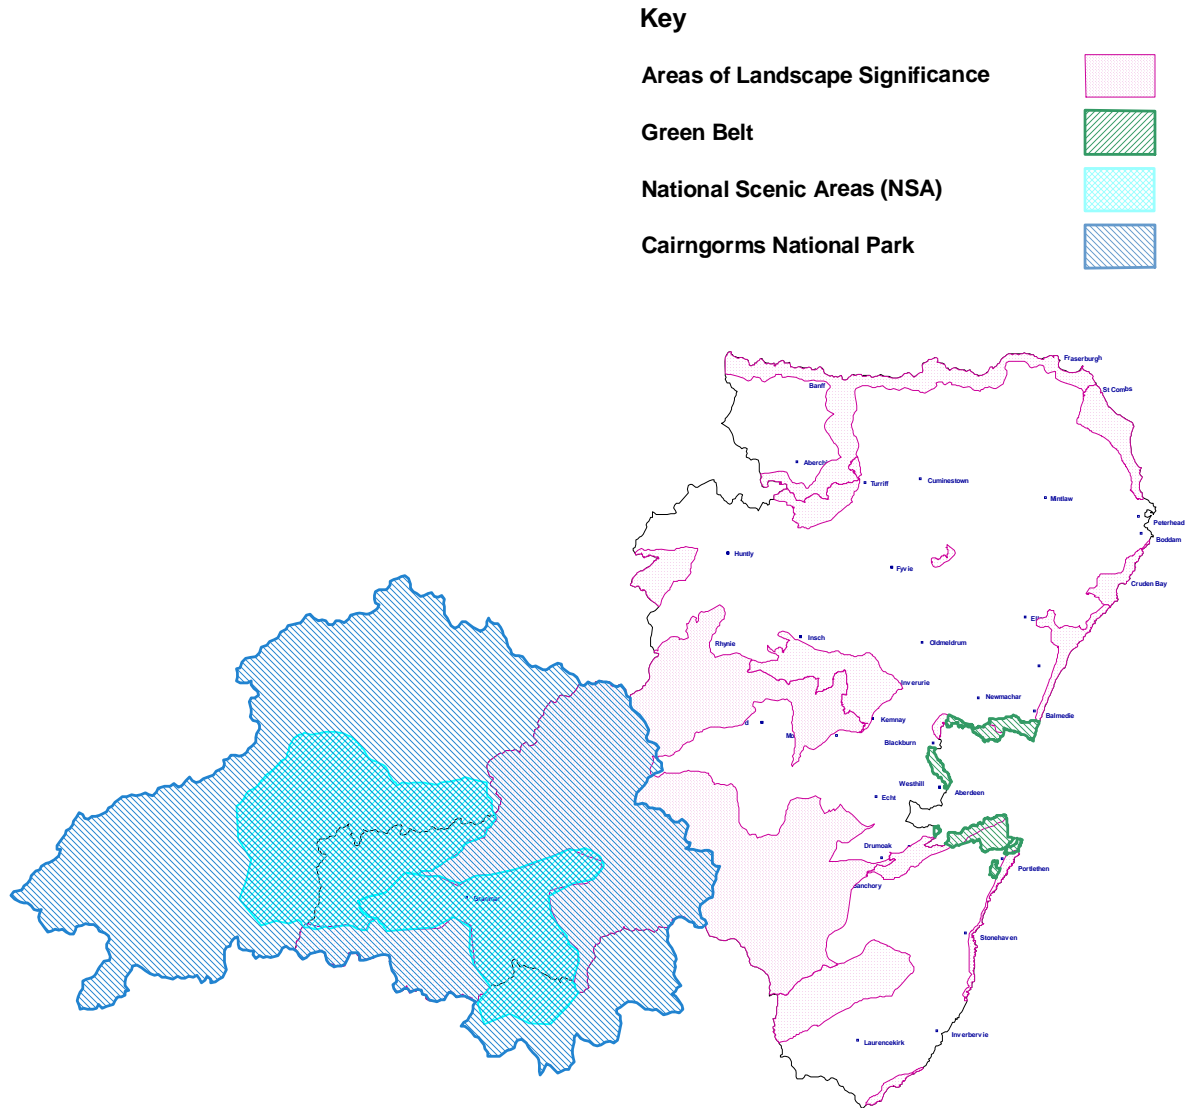 Key
Areas of Landscape Significance
Green Belt
National Scenic Areas (NSA)
Cairngorms National Park
Fraserburgh
Banff
St Combs
Aberchi
Turriff
Cuminestown
Mintlaw
Peterhead
Boddam
Huntly
Fyvie
Cruden Bay
Insch
Rhynie
Oldmeldrum
Inverurie
Newmachar
Kemnay
Balmedie
Blackburn
Westhill
Aberdeen
Echt
Drumoak
Portlethen
Braemar
Stonehaven
Inverbervie
Laurencekirk